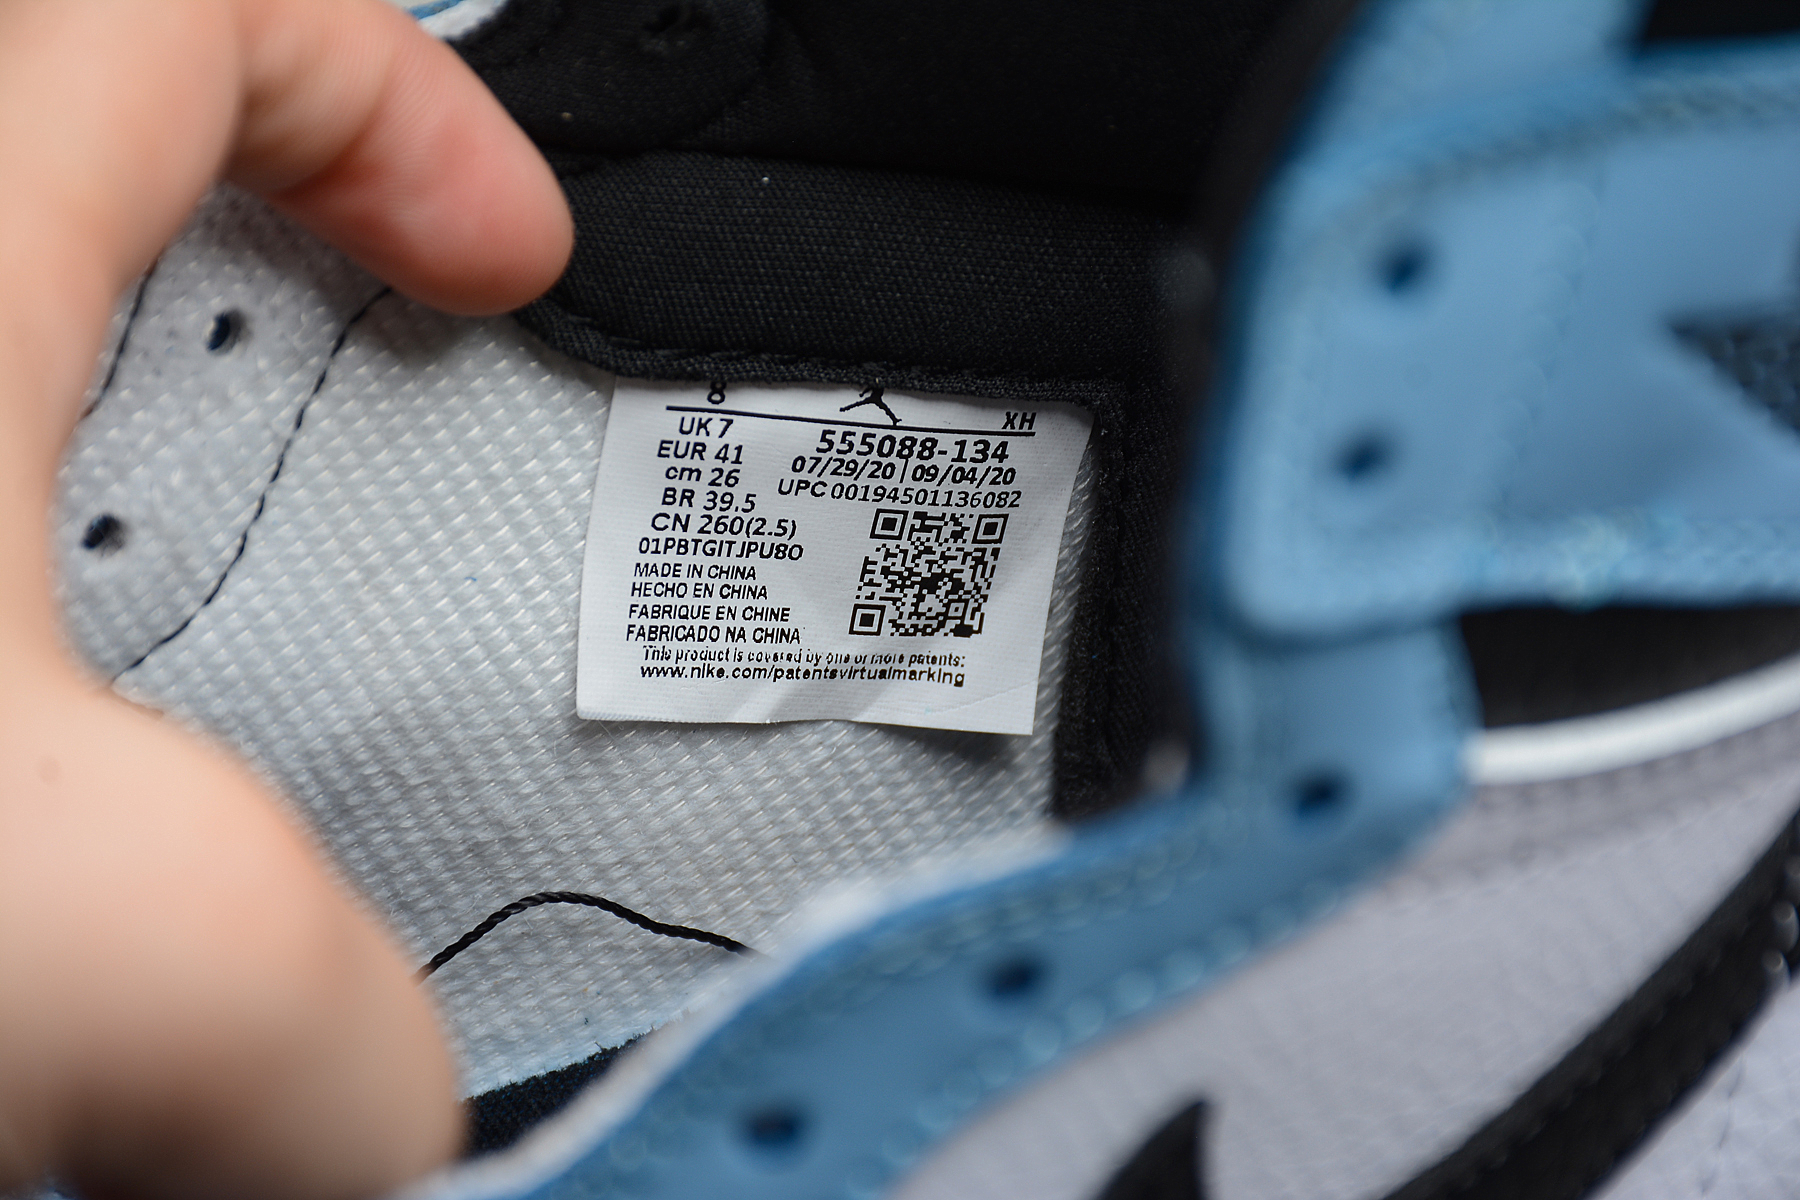 8
XH
UK 7
555088-134
EUR 41
07/29/20 | 09/04/20
cm 26
UPC00194501136082
BR 39.5
CN 260(2.5)
01PBTGITJPU8O
MADE IN CHINA
HECHO EN CHINA
FABRIQUE EN CHINE
FABRICADO NA CHINA
This product is covered by one or more patents:
www.nike.com/patentsvirtualmarking